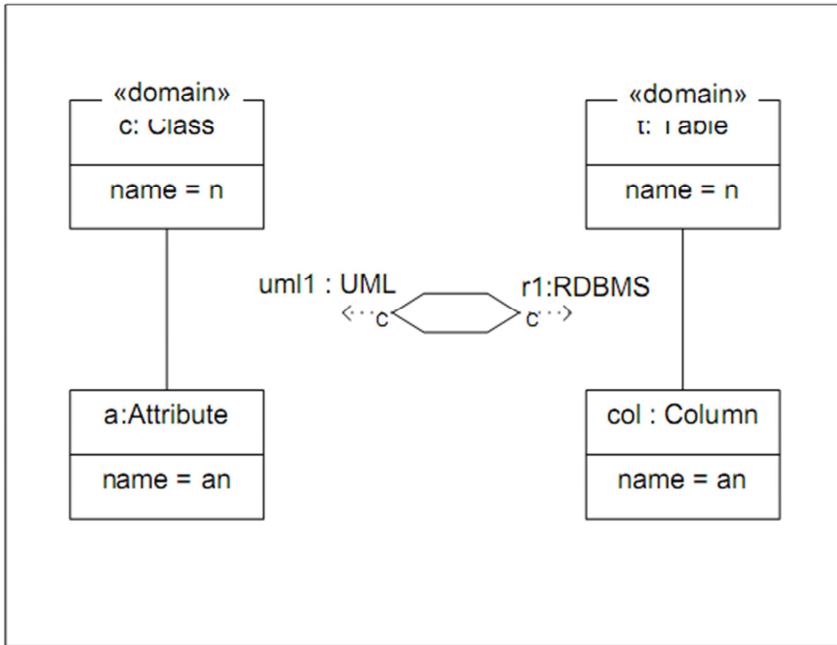 «domain»
c: Class
name = n
«domain»
t: Table
name = n
uml1 : UML
r1:RDBMS
c
c
a:Attribute
name = an
col : Column
name = an